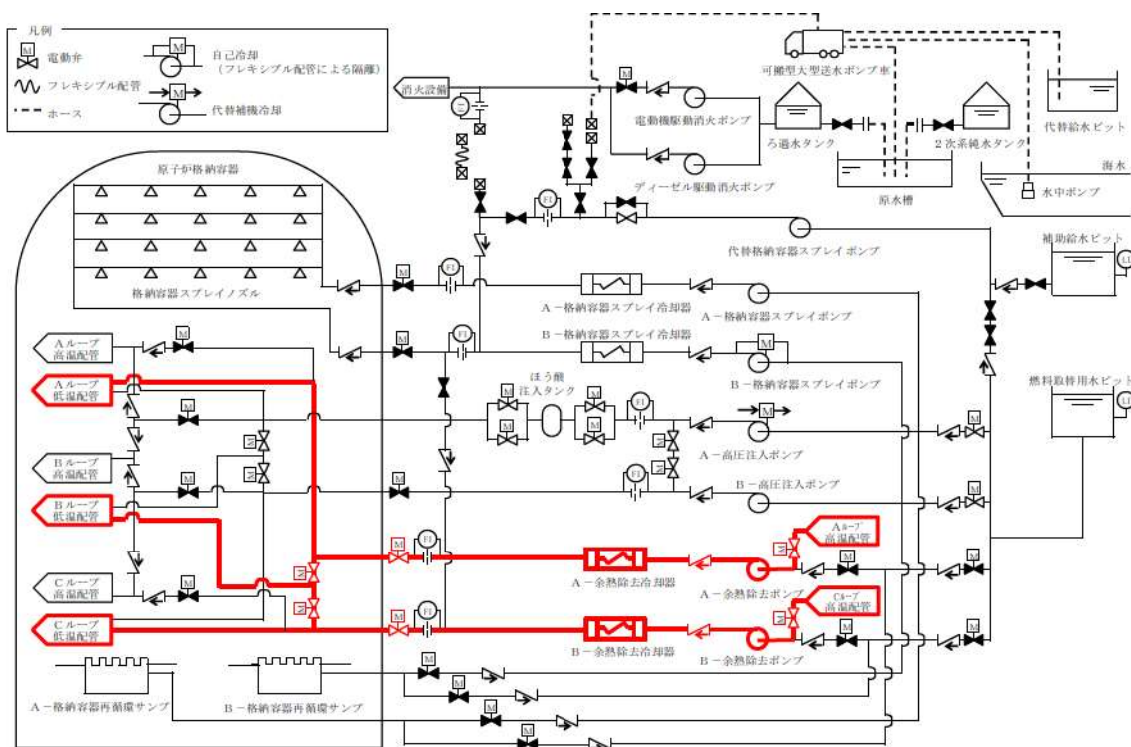 凡例
M
電動弁
フレキシブル配管
ホース
M
自己冷却
(フレキシブル配管による隔離)
M
代替補機冷却
可搬型大型送水ポンプ車
消火設備
FI
M
電動機駆動消火ポンプ
ディーゼル駆動消火ポンプ
ろ過水タンク
2次系純水タンク
原水槽
代替給水ピット
海水
水中ポンプ
原子炉格納容器
格納容器スプレイノズル
FI
代替格納容器スプレイポンプ
補助給水ピット
LI
M
FI
A-格納容器スプレイ冷却器
A-格納容器スプレイポンプ
B-格納容器スプレイ冷却器
M
FI
M
B-格納容器スプレイポンプ
Aループ
高温配管
M
Aループ
低温配管
M
ほう酸
注入タンク
M
M
M
M
FI
M
A-高圧注入ポンプ
M
燃料取替用水ピット
LI
M
M
M
M
Bループ
高温配管
M
M
FI
B-高圧注入ポンプ
M
Bループ
低温配管
M
FI
A-余熱除去冷却器
A-余熱除去ポンプ
Aループ
高温配管
M
M
M
M
M
Cループ
高温配管
M
Cループ
低温配管
M
FI
B-余熱除去冷却器
B-余熱除去ポンプ
Cループ
高温配管
M
M
M
A-格納容器再循環サンプ
B-格納容器再循環サンプ
M
M
M
M